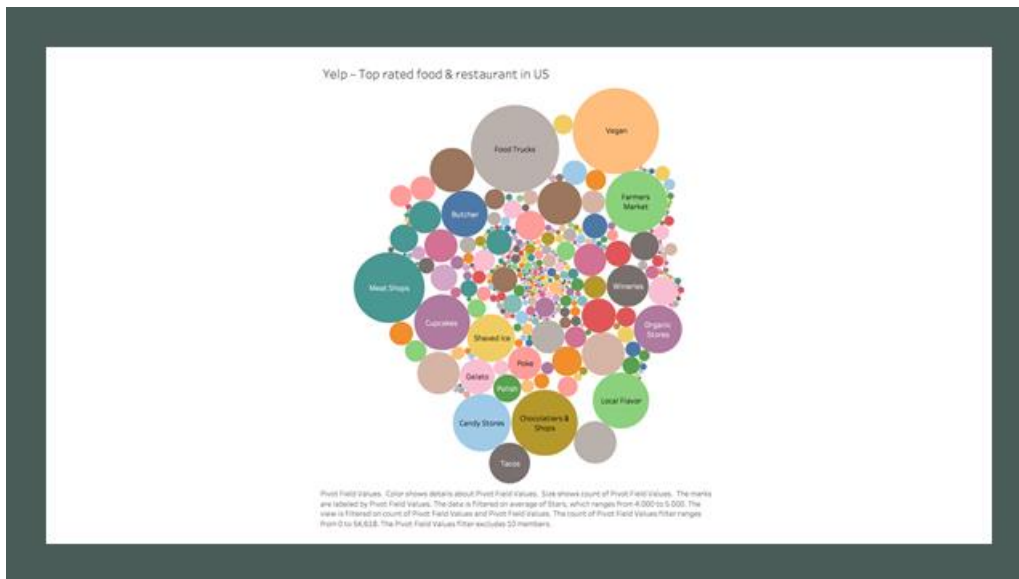 Yelp – Top rated food & restaurant in US
Vegan
Food Trucks
Farmers
Market
Butcher
Meat Shops
Wineries
Cupcakes
Organic
Stores
Shaved Ice
Poke
Gelato
Polish
Local Flavor
Candy Stores
Chocolatiers &
Shops
Tacos
Pivot Field Values.  Color shows details about Pivot Field Values.  Size shows count of Pivot Field Values.  The marks
are labeled by Pivot Field Values. The data is filtered on average of Stars, which ranges from 4.000 to 5.000. The
view is filtered on count of Pivot Field Values and Pivot Field Values. The count of Pivot Field Values filter ranges
from 0 to 54,618. The Pivot Field Values filter excludes 10 members.